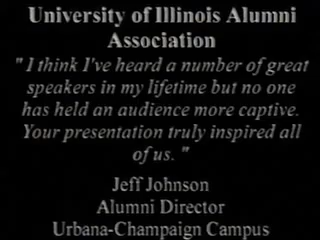 University of Illinois Alumni
Association
" I think I've heard a number of great
speakers in my lifetime but no one
has held an audience more captive.
Your presentation truly inspired all
of us. "
Jeff Johnson
Alumni Director
Urbana-Champaign Campus